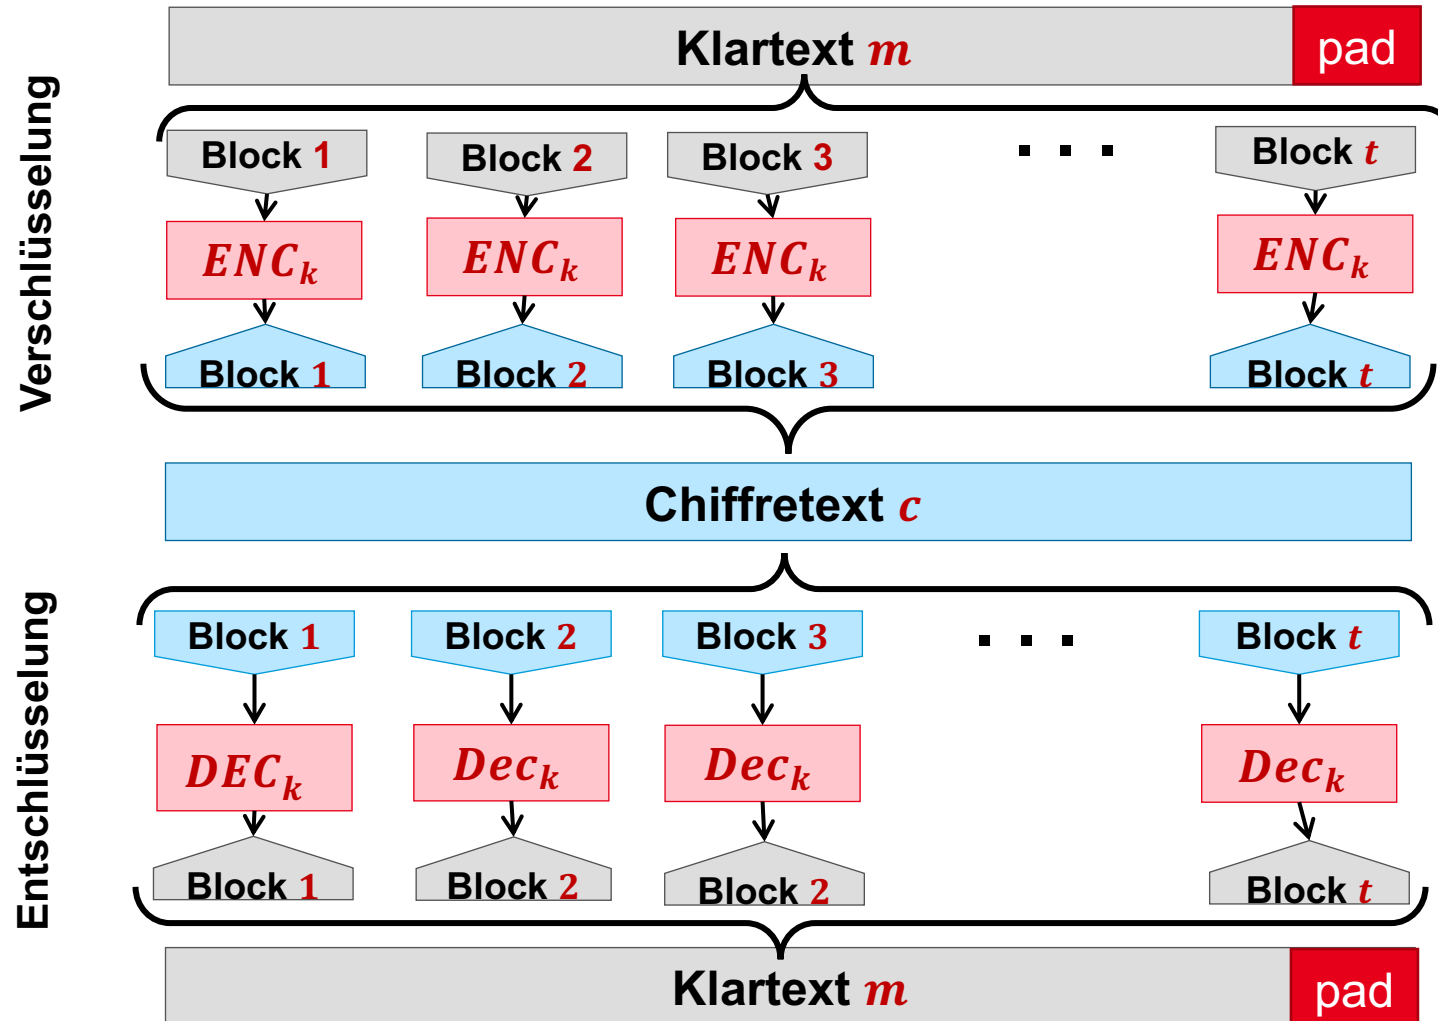 Verschlüsselung
Klartext m pad
Block 1 Block 2 Block 3 . . . Block t
ENCk ENCk ENCk ENCk
Block 1 Block 2 Block 3 Block t
Chiffretext c
Entschlüsselung
Block 1 Block 2 Block 3 . . . Block t
DECk Deck Deck Deck
Block 1 Block 2 Block 2 Block t
Klartext m pad